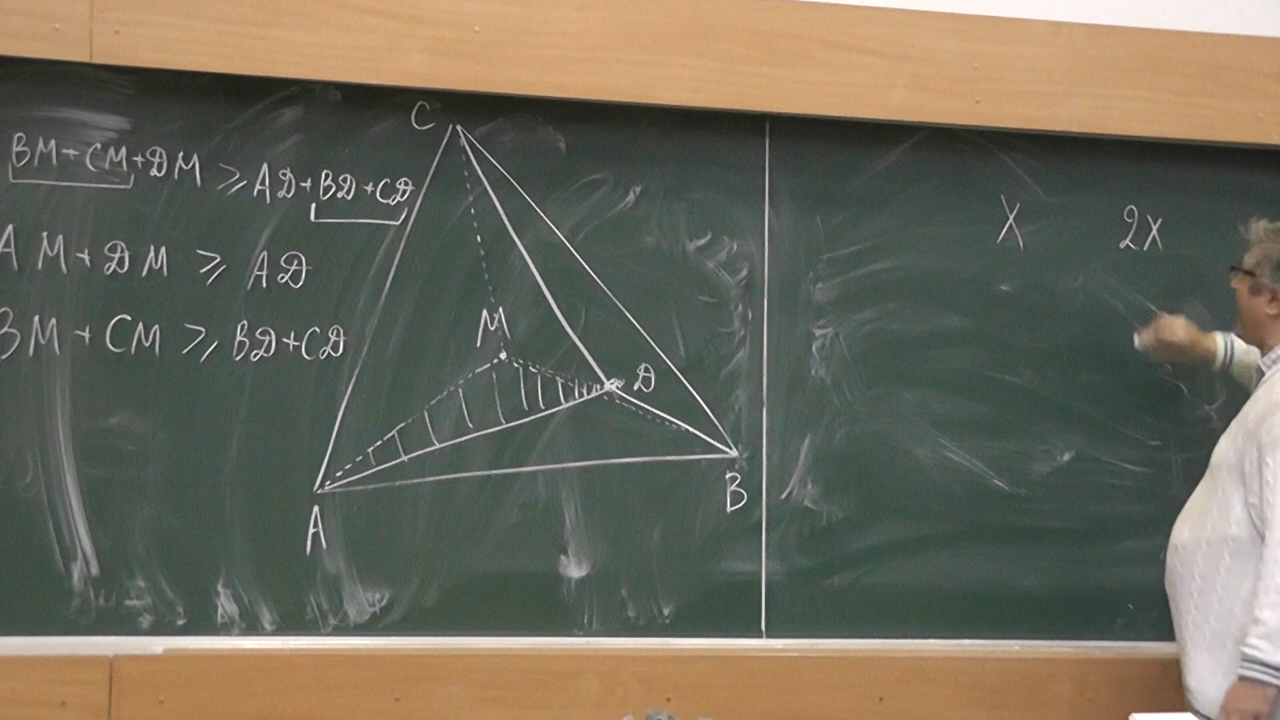 BM+CM+DM ⩾ AD+BD+CD
AM+DM ⩾ AD
BM+CM ⩾ BD+CD
C
M
D
A
B
X 2x